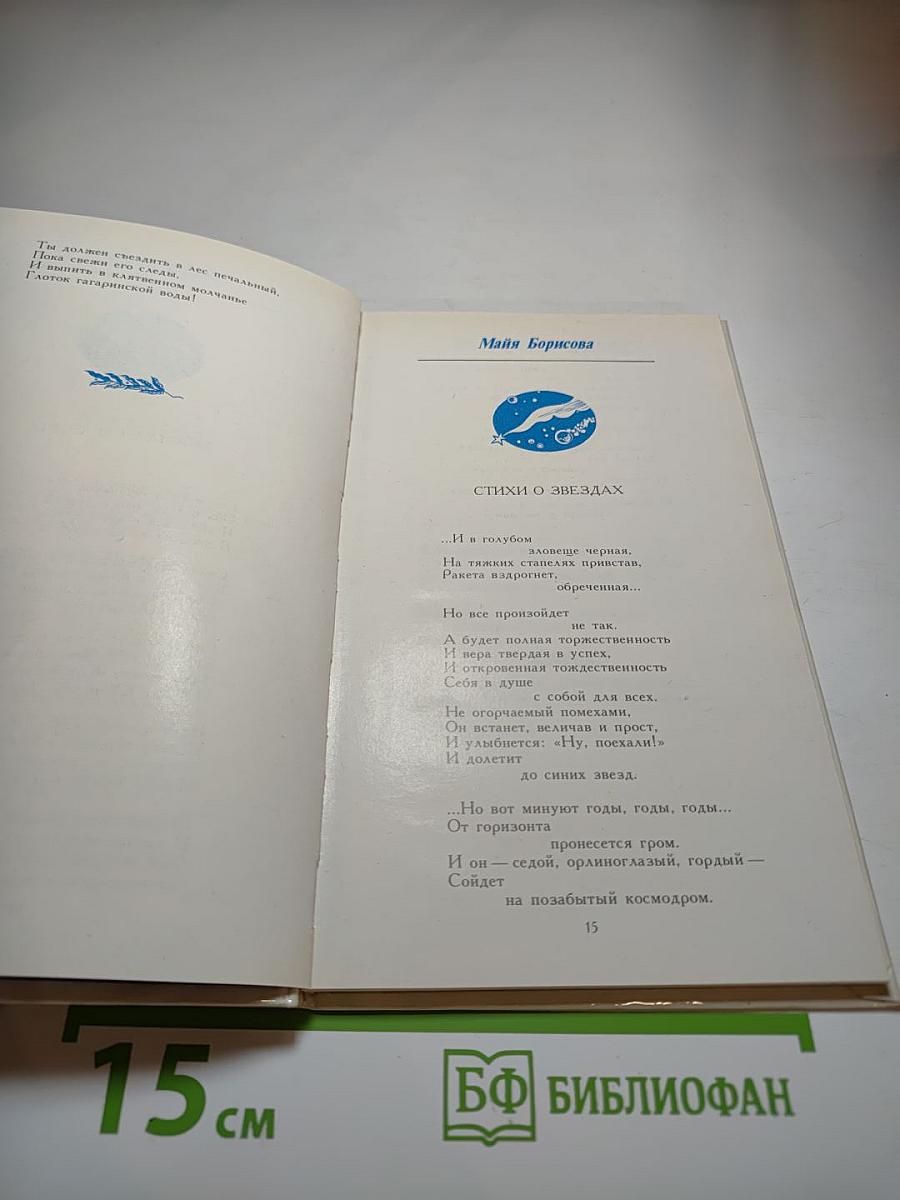 Ты должен съездить в лес печальный,
Пока свежи его следы,
И выпить в клятвенном молчанье
Глоток гагаринской воды!
Майя Борисова
СТИХИ О ЗВЕЗДАХ
...И в голубом
зловеще черная,
На тяжких стапелях привстав,
Ракета вздрогнет,
обреченная...
Но все произойдет
не так.
А будет полная торжественность
И вера твердая в успех,
И откровенная тождественность
Себя в душе
с собой для всех.
Не огорчаемый помехами,
Он встанет, величав и прост,
И улыбнется: «Ну, поехали!»
И долетит
до синих звезд.
...Но вот минуют годы, годы, годы...
От горизонта
пронесется гром.
И он — седой, орлиноглазый, гордый —
Сойдет
на позабытый космодром.
15
15 см
БФ БИБЛИОФАН